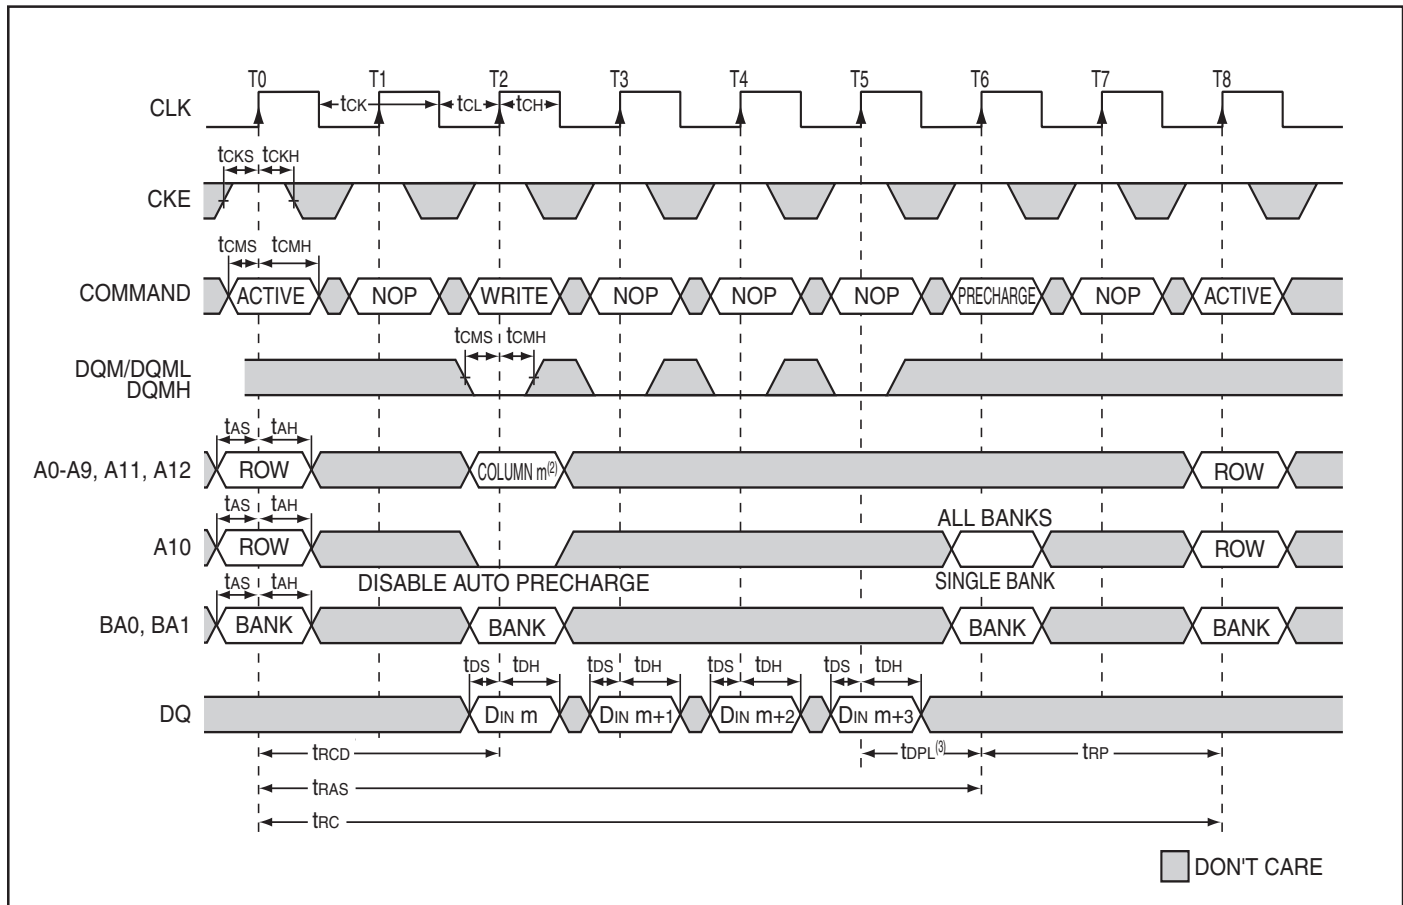 T0 T1 T2 T3 T4 T5 T6 T7 T8
CLK tCK tCL tCH
tCKS tCKH
CKE
tCMS tCMH
COMMAND ACTIVE NOP WRITE NOP NOP NOP PRECHARGE NOP ACTIVE
tCMS tCMH
DQM/DQML
DQMH
tAS tAH
A0-A9, A11, A12 ROW COLUMN m(2) ROW
tAS tAH ALL BANKS
A10 ROW ROW
DISABLE AUTO PRECHARGE SINGLE BANK
tAS tAH
BA0, BA1 BANK BANK BANK BANK
tDS tDH tDS tDH tDS tDH tDS tDH
DQ DIN m DIN m+1 DIN m+2 DIN m+3
tRCD tDPL(3) tRP
tRAS
tRC
DON'T CARE